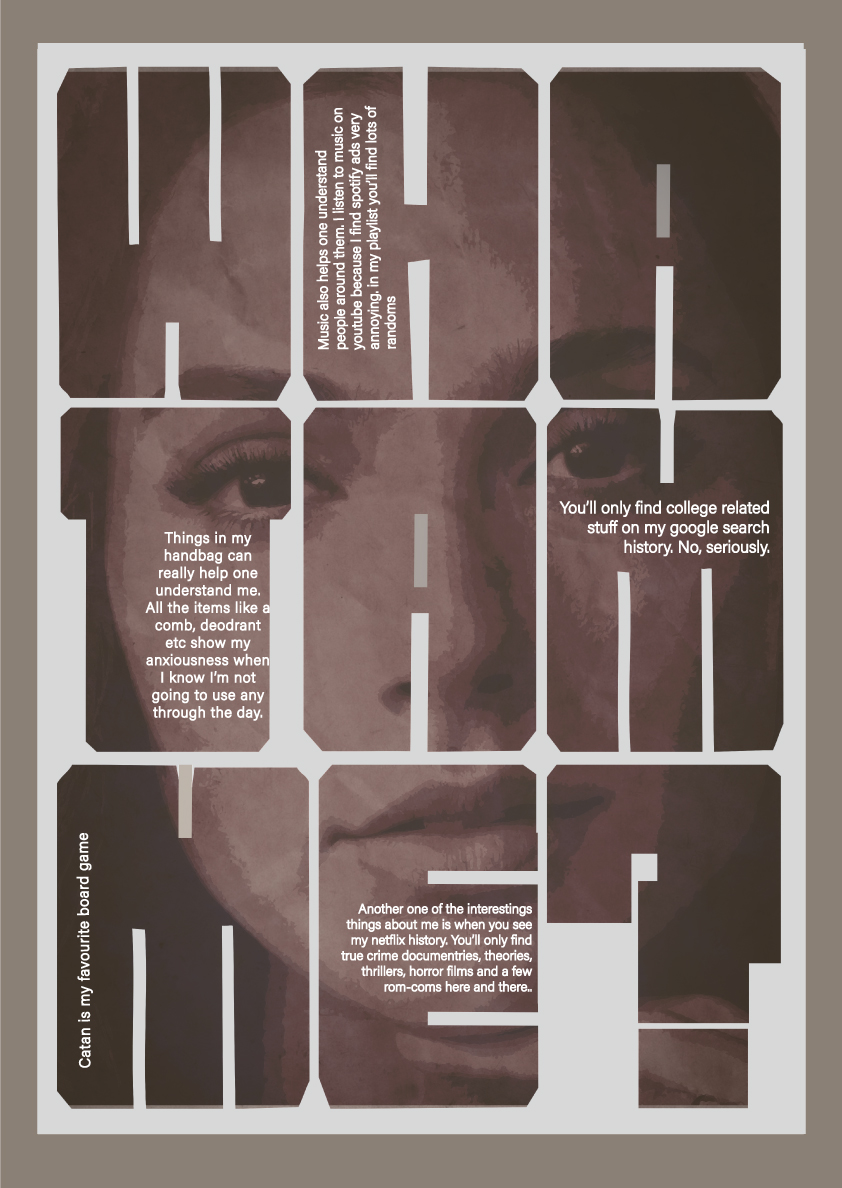 WHA
Music also helps one understand
people around them. I listen to music on
youtube because I find spotify ads very
annoying. in my playlist you'll find lots of
randoms
TAM
Things in my
handbag can
really help one
understand me.
All the items like a
comb, deodrant
etc show my
anxiousness when
I know I'm not
going to use any
through the day.
You'll only find college related
stuff on my google search
history. No, seriously.
ME?
Catan is my favourite board game
Another one of the interestings
things about me is when you see
my netflix history. You'll only find
true crime documentries, theories,
thrillers, horror films and a few
rom-coms here and there..